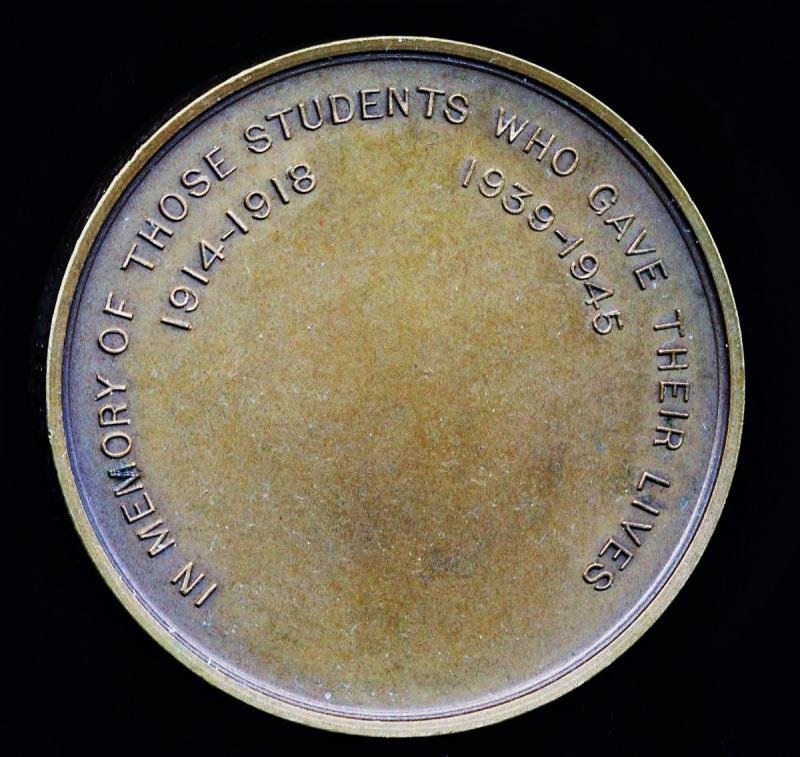 IN MEMORY OF THOSE STUDENTS WHO GAVE THEIR LIVES
1914-1918
1939-1945